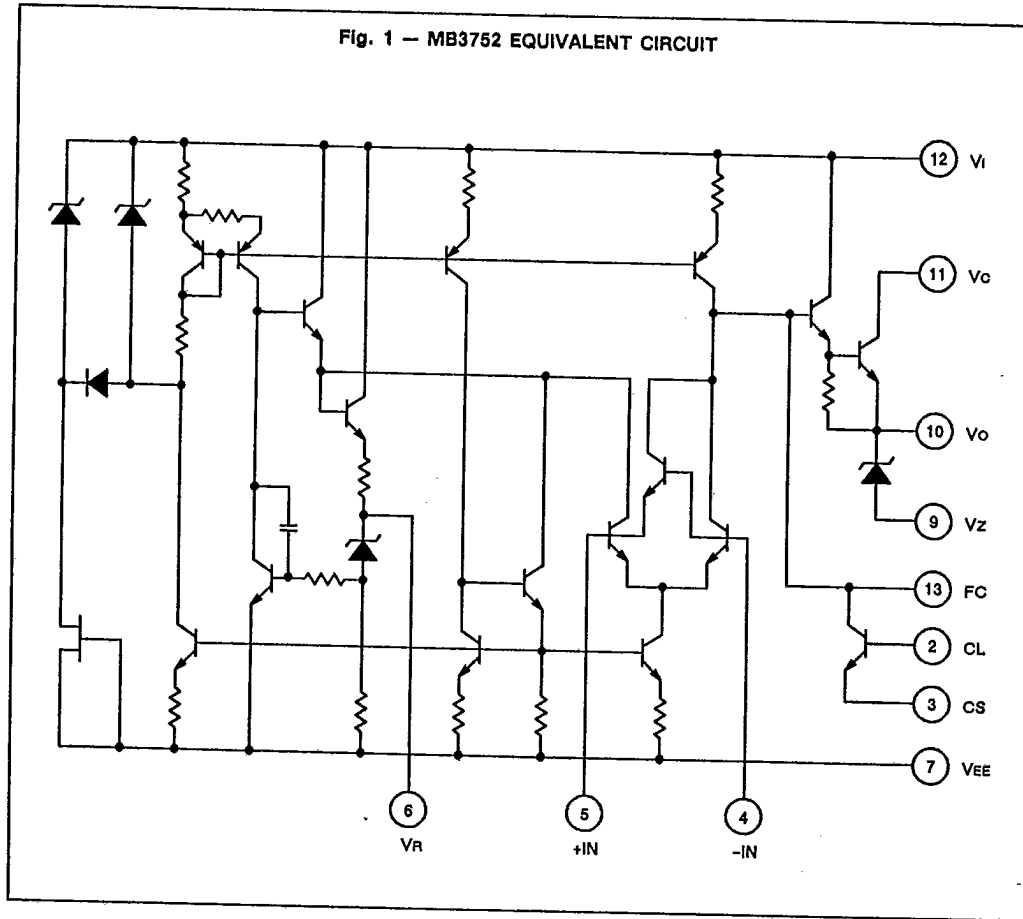 Fig. 1 — MB3752 EQUIVALENT CIRCUIT
12 VI
11 VC
10 VO
9 VZ
13 FC
2 CL
3 CS
7 VEE
6
VR
5
+IN
4
-IN